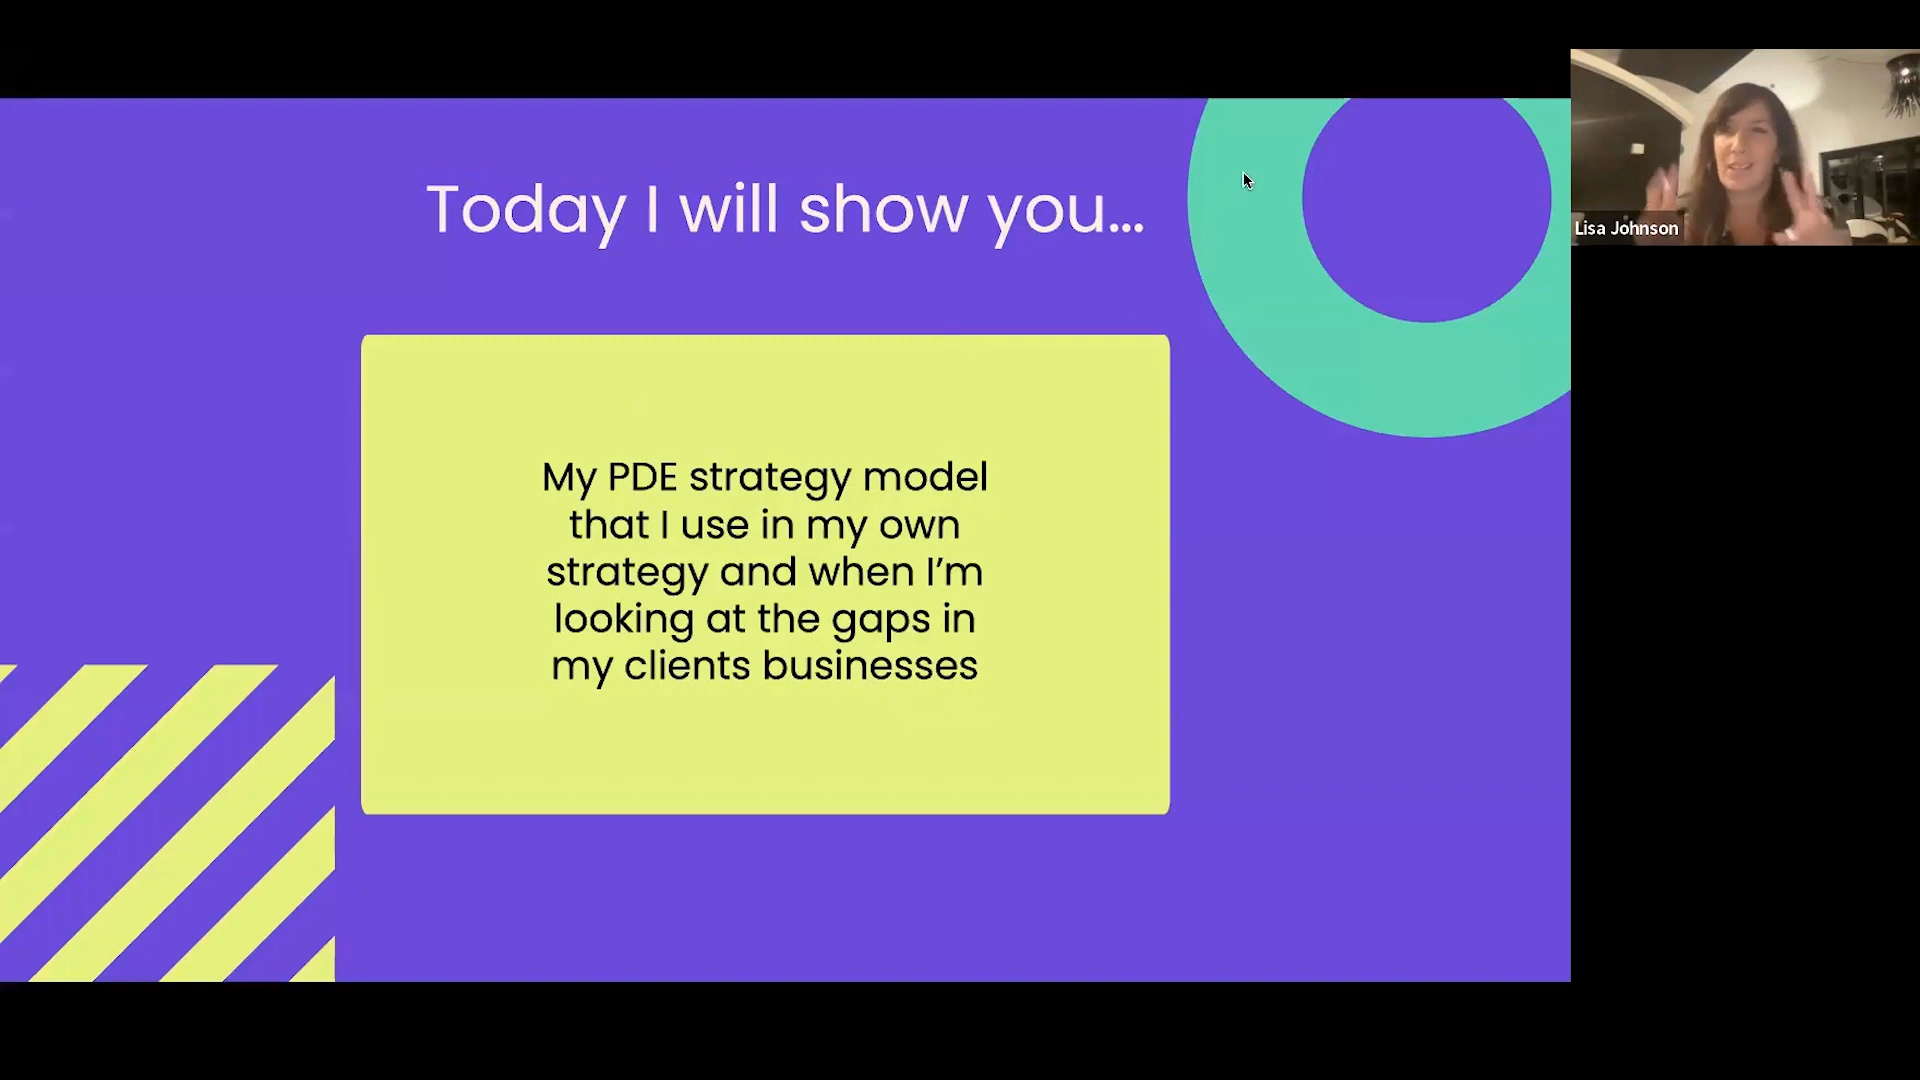 Today I will show you...
My PDE strategy model
that I use in my own
strategy and when I’m
looking at the gaps in
my clients businesses
Lisa Johnson